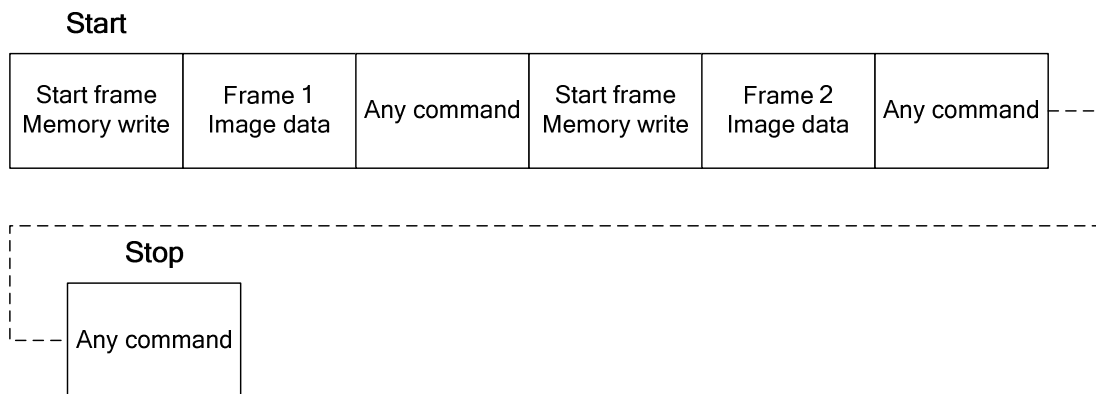 Start
Start frame
Memory write
Frame 1
Image data
Any command
Start frame
Memory write
Frame 2
Image data
Any command
Stop
Any command